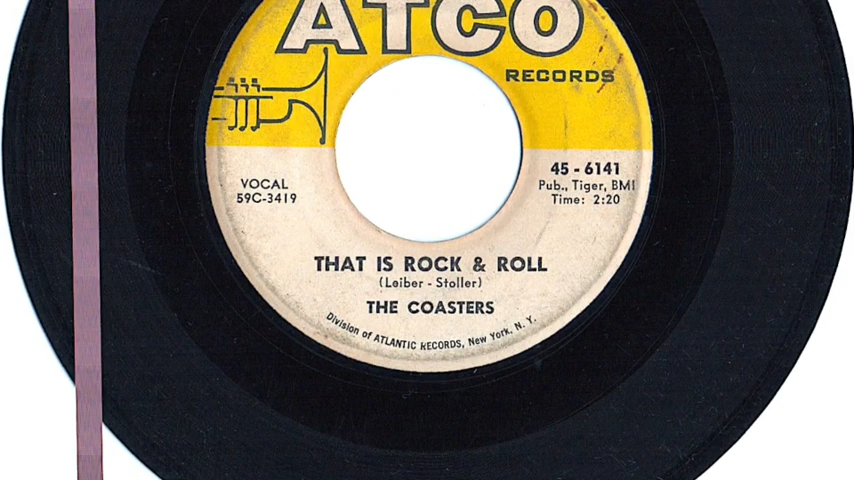 ATCO
RECORDS
VOCAL
59C-3419
45 - 6141
Pub., Tiger, BMI
Time: 2:20
THAT IS ROCK & ROLL
(Leiber - Stoller)
THE COASTERS
Division of ATLANTIC RECORDS, New York, N. Y.